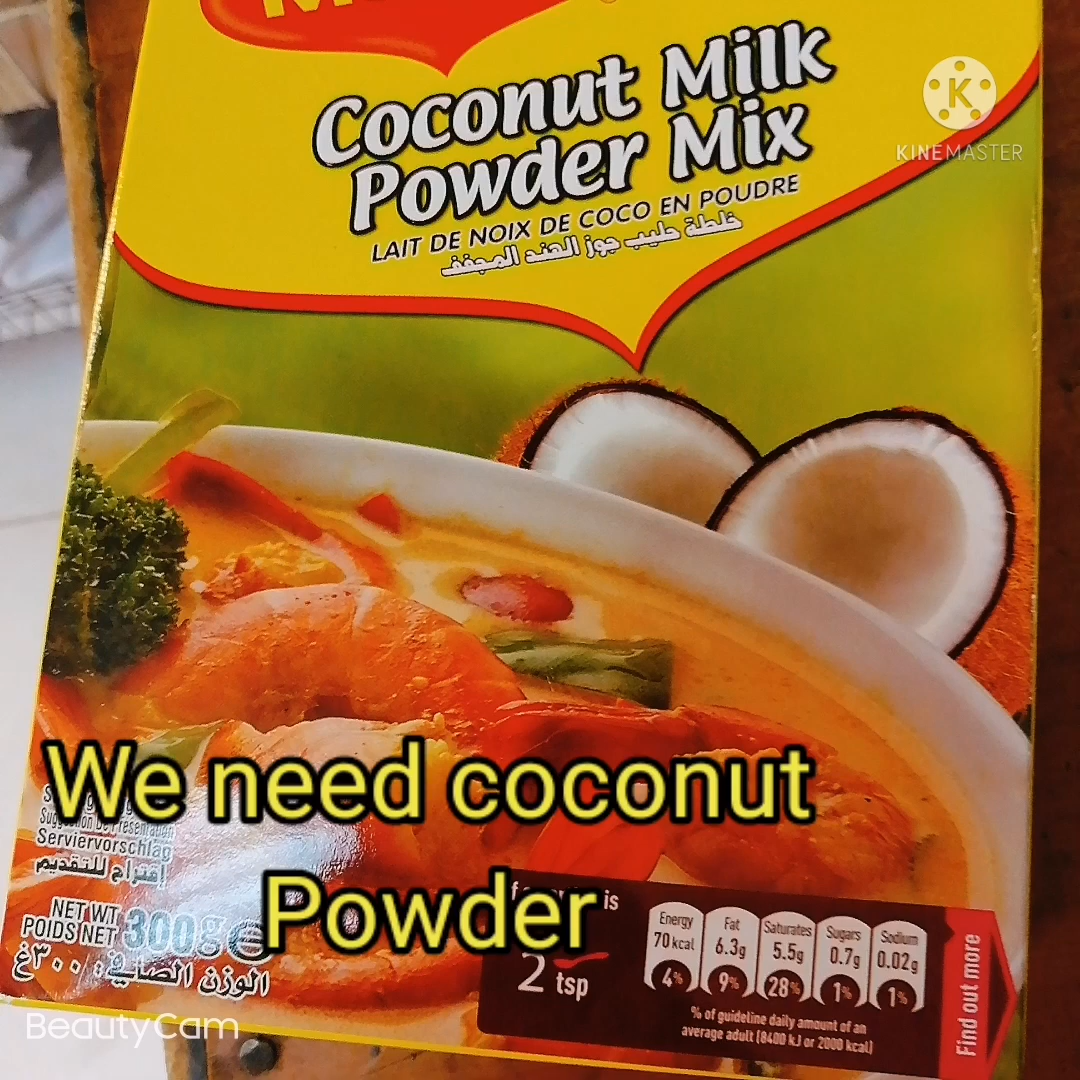 Coconut Milk
Powder Mix
LAIT DE NOIX DE COCO EN POUDRE
خلطة حليب جوز الهند المجفف
KINEMASTER
We need coconut
Powder
Serviervorschlag
إقتراح للتقديم
NET WT
POIDS NET 300g e
الوزن الصافي: ٣٠٠غ
is
2 tsp
Energy
70 kcal
4%
Fat
6.3g
9%
Saturates
5.5g
28%
Sugars
0.7g
1%
Sodium
0.02g
1%
% of guideline daily amount of an
average adult (8400 kJ or 2000 kcal)
Find out more
BeautyCam